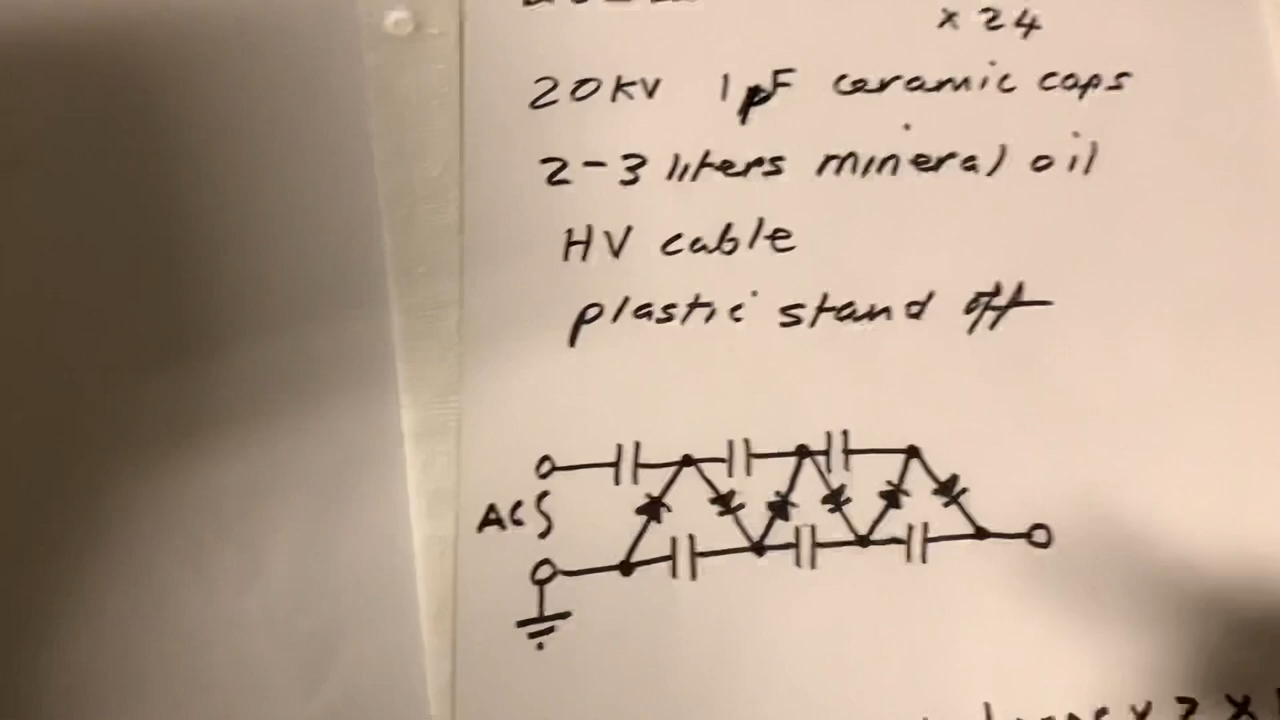 x 24
20KV 1pF ceramic caps
2-3 liters mineral oil
HV cable
plastic stand off
AC